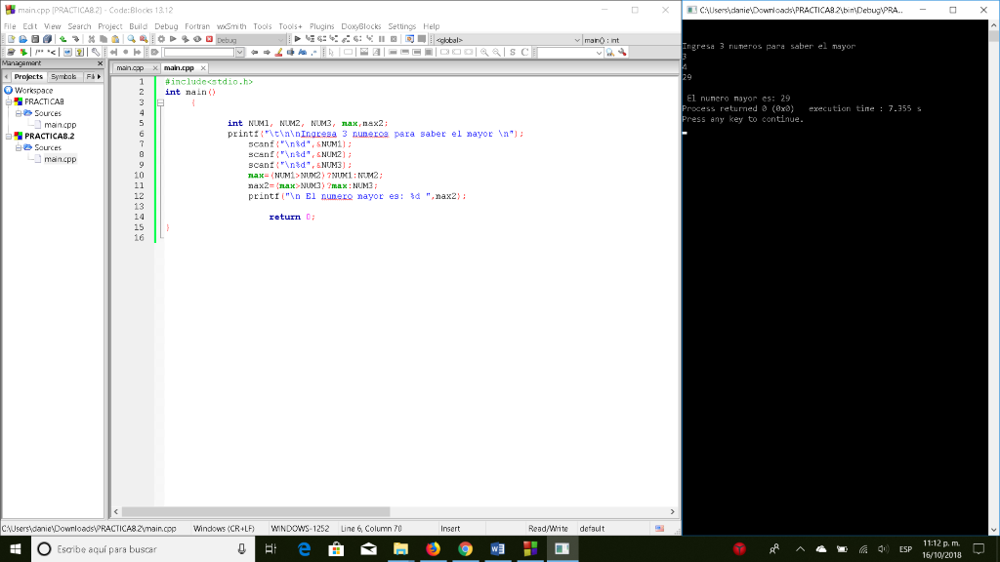 main.cpp [PRACTICA8.2] - Code::Blocks 13.12
File Edit View Search Project Build Debug Fortran wxSmith Tools Tools+ Plugins DoxyBlocks Settings Help
Debug <global> main() : int
Management
Projects Symbols
Workspace
PRACTICA8
Sources
main.cpp
PRACTICA8.2
Sources
main.cpp
main.cpp main.cpp
1 #include<stdio.h>
2 int main()
3 {
4
5 int NUM1, NUM2, NUM3, max,max2;
6 printf("\t\n\nIngresa 3 numeros para saber el mayor \n");
7 scanf("\n%d",&NUM1);
8 scanf("\n%d",&NUM2);
9 scanf("\n%d",&NUM3);
10 max=(NUM1>NUM2)?NUM1:NUM2;
11 max2=(max>NUM3)?max:NUM3;
12 printf("\n El numero mayor es: %d ",max2);
13
14 return 0;
15 }
16
C:\Users\danie\Downloads\PRACTICA8.2\main.cpp Windows (CR+LF) WINDOWS-1252 Line 6, Column 70 Insert Read/Write default
C:\Users\danie\Downloads\PRACTICA8.2\bin\Debug\PRA...
Ingresa 3 numeros para saber el mayor
3
4
29
El numero mayor es: 29
Process returned 0 (0x0) execution time : 7.355 s
Press any key to continue.
Escribe aquí para buscar
ESP
11:12 p. m.
16/10/2018